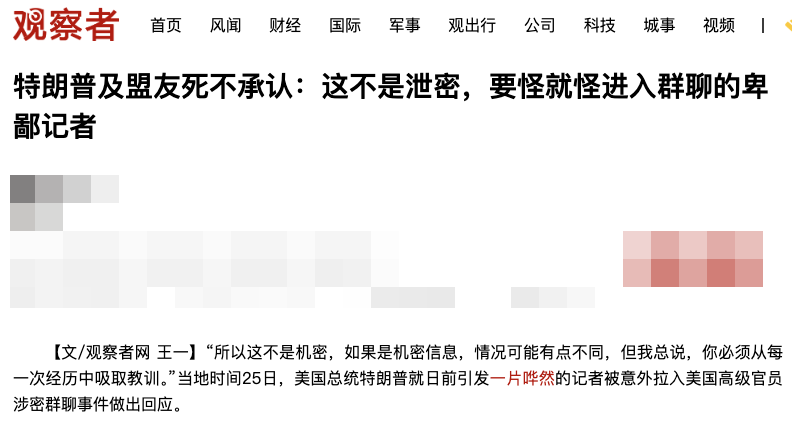 观察者 首页 风闻 财经 国际 军事 观出行 公司 科技 城事 视频 |
特朗普及盟友死不承认：这不是泄密，要怪就怪进入群聊的卑
鄙记者
【文/观察者网 王一】“所以这不是机密，如果是机密信息，情况可能有点不同，但我总说，你必须从每
一次经历中吸取教训。”当地时间25日，美国总统特朗普就日前引发一片哗然的记者被意外拉入美国高级官员
涉密群聊事件做出回应。